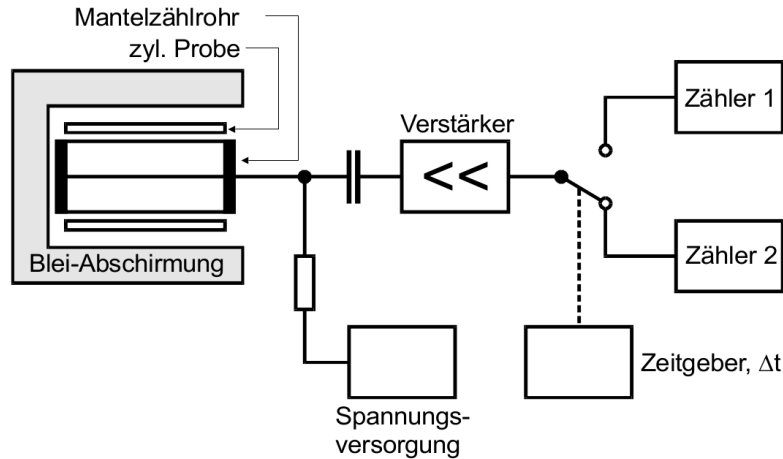 Mantelzählrohr
zyl. Probe
Verstärker
<<
Zähler 1
Zähler 2
Blei-Abschirmung
Zeitgeber, Δt
Spannungs-
versorgung